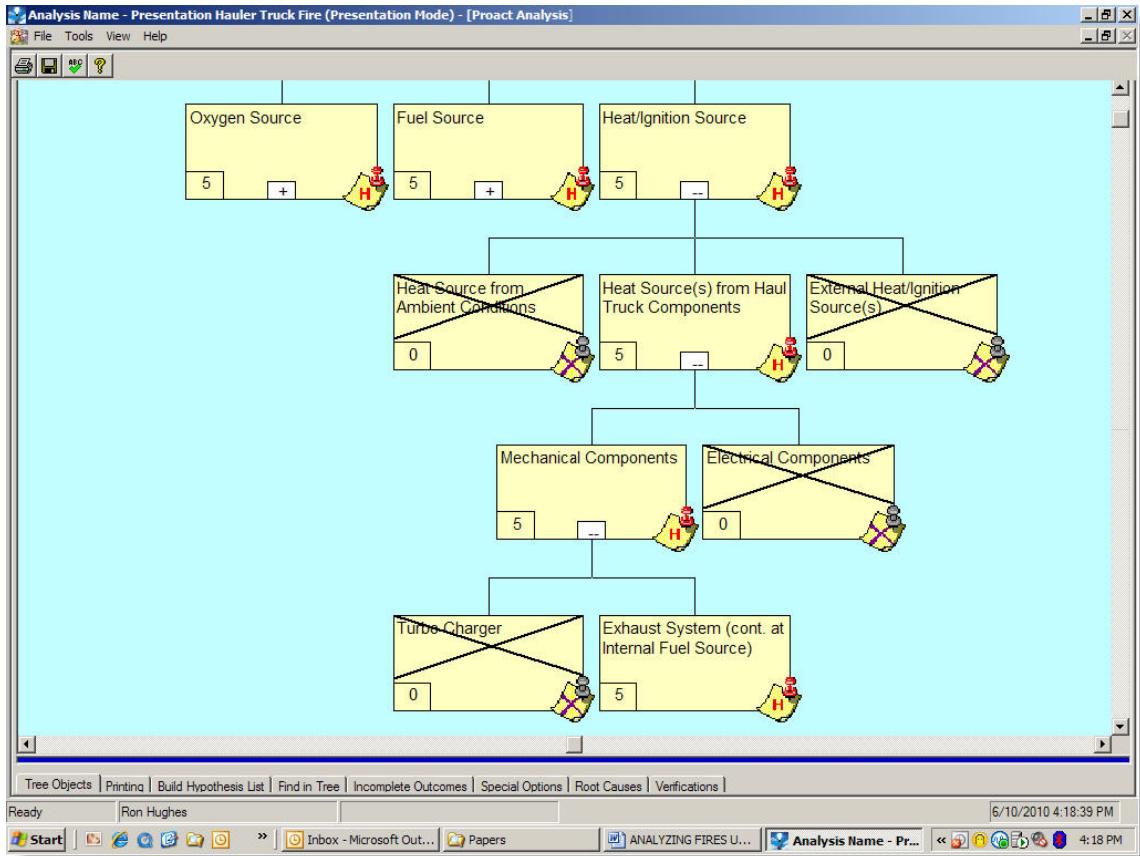 Analysis Name - Presentation Hauler Truck Fire (Presentation Mode) - [Proact Analysis]
File Tools View Help
ABC
?
Oxygen Source
5
+
H
Fuel Source
5
+
H
Heat/Ignition Source
5
--
H
Heat Source from
Ambient Conditions
0
Heat Source(s) from Haul
Truck Components
5
--
H
External Heat/Ignition
Source(s)
0
Mechanical Components
5
--
H
Electrical Components
0
Turbo Charger
0
Exhaust System (cont. at
Internal Fuel Source)
5
H
Tree Objects Printing Build Hypothesis List Find in Tree Incomplete Outcomes Special Options Root Causes Verifications
Ready Ron Hughes 6/10/2010 4:18:39 PM
Start » Inbox - Microsoft Out... Papers ANALYZING FIRES U... Analysis Name - Pr... « 4:18 PM